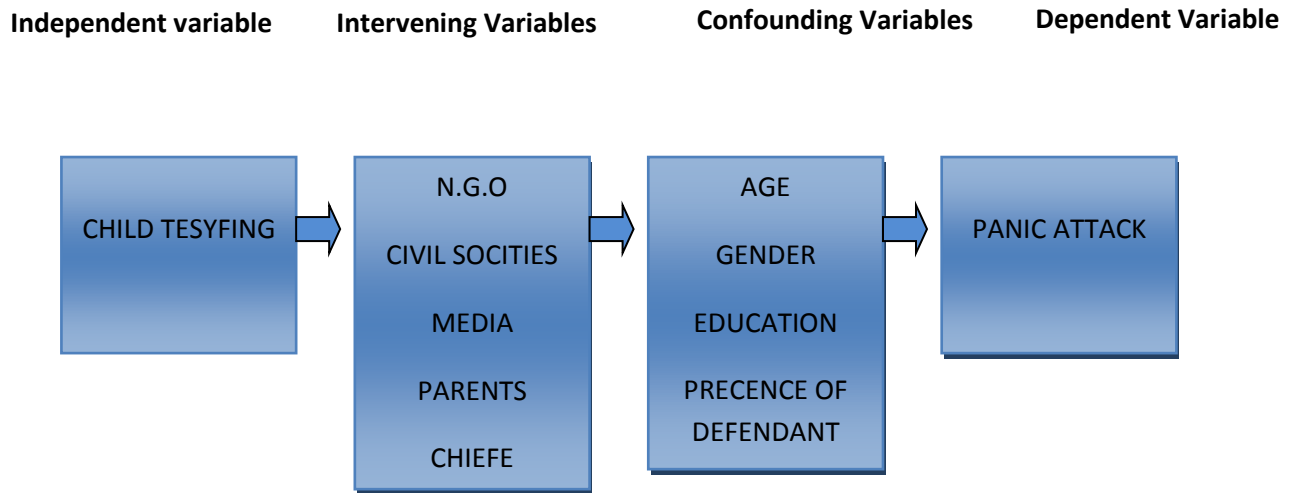 Independent variable
Intervening Variables
Confounding Variables
Dependent Variable
CHILD TESYFING
N.G.O
CIVIL SOCITIES
MEDIA
PARENTS
CHIEFE
AGE
GENDER
EDUCATION
PRECENCE OF
DEFENDANT
PANIC ATTACK